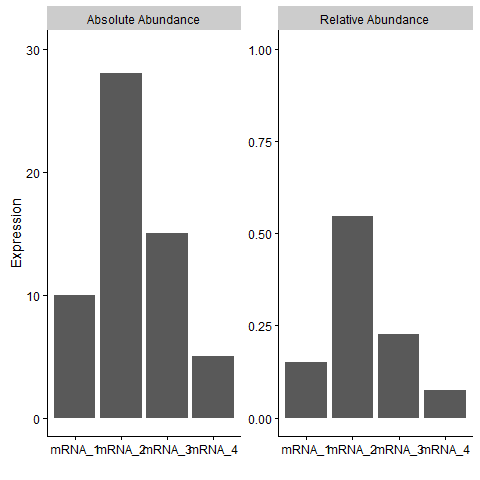 Absolute Abundance
Relative Abundance
Expression
30
20
10
0
1.00
0.75
0.50
0.25
0.00
mRNA_1 mRNA_2 mRNA_3 mRNA_4
mRNA_1 mRNA_2 mRNA_3 mRNA_4